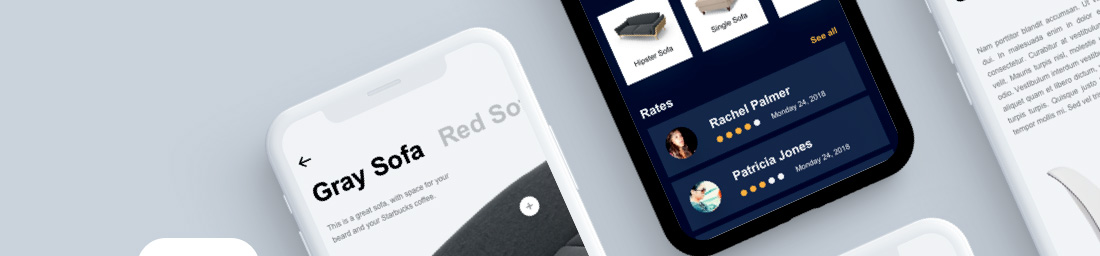 Gray Sofa
Red So
This is a great sofa, with space for your
beard and your Starbucks coffee.
Hipster Sofa
Single Sofa
See all
Rates
Rachel Palmer
Monday 24, 2018
Patricia Jones
Monday 24, 2018
Nam porttitor blandit accumsan. Ut v
dui. In malesuada enim in dolor e
consectetur. Curabitur at vestibulu
velit. Mauris turpis nisl, molestie
odio. Vestibulum interdum vestib
aliquet quam et libero dictum,
turpis turpis. Quisque justo
tempor mollis mi. Sed vel tri